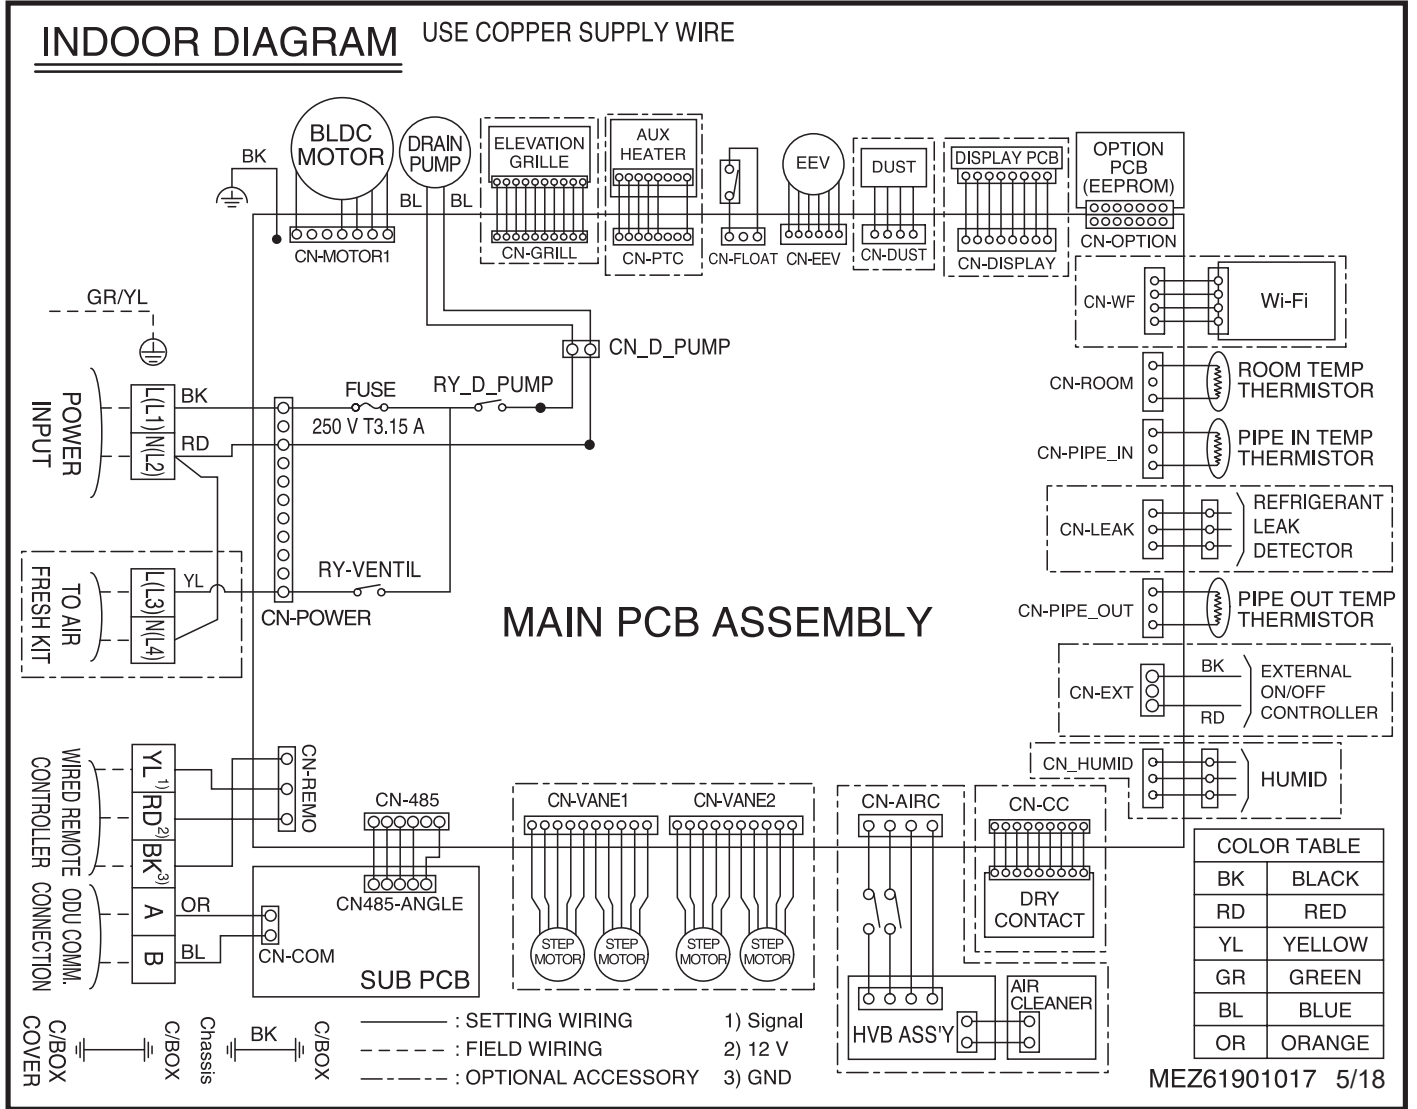 INDOOR DIAGRAM
USE COPPER SUPPLY WIRE
BK
BLDC
MOTOR
CN-MOTOR1
DRAIN
PUMP
BL BL
ELEVATION
GRILLE
CN-GRILL
AUX
HEATER
CN-PTC
CN-FLOAT
EEV
CN-EEV
DUST
CN-DUST
DISPLAY PCB
CN-DISPLAY
OPTION
PCB
(EEPROM)
CN-OPTION
CN-WF
Wi-Fi
CN-ROOM
ROOM TEMP
THERMISTOR
CN-PIPE_IN
PIPE IN TEMP
THERMISTOR
CN-LEAK
REFRIGERANT
LEAK
DETECTOR
CN-PIPE_OUT
PIPE OUT TEMP
THERMISTOR
CN-EXT
BK
RD
EXTERNAL
ON/OFF
CONTROLLER
CN_HUMID
HUMID
GR/YL
POWER
INPUT
L(L1)
N(L2)
BK
RD
FUSE
250 V T3.15 A
RY_D_PUMP
CN_D_PUMP
TO AIR
FRESH KIT
L(L3)
N(L4)
YL
RY-VENTIL
CN-POWER
MAIN PCB ASSEMBLY
WIRED REMOTE
CONTROLLER
YL1)
RD2)
BK3)
CN-REMO
ODU COMM.
CONNECTION
A
B
OR
BL
CN-485
CN485-ANGLE
CN-COM
SUB PCB
CN-VANE1
CN-VANE2
STEP
MOTOR
STEP
MOTOR
STEP
MOTOR
STEP
MOTOR
CN-AIRC
CN-CC
DRY
CONTACT
HVB ASS'Y
AIR
CLEANER
COLOR TABLE
BK BLACK
RD RED
YL YELLOW
GR GREEN
BL BLUE
OR ORANGE
C/BOX
COVER
C/BOX
Chassis
BK
C/BOX
: SETTING WIRING
: FIELD WIRING
: OPTIONAL ACCESSORY
1) Signal
2) 12 V
3) GND
MEZ61901017 5/18